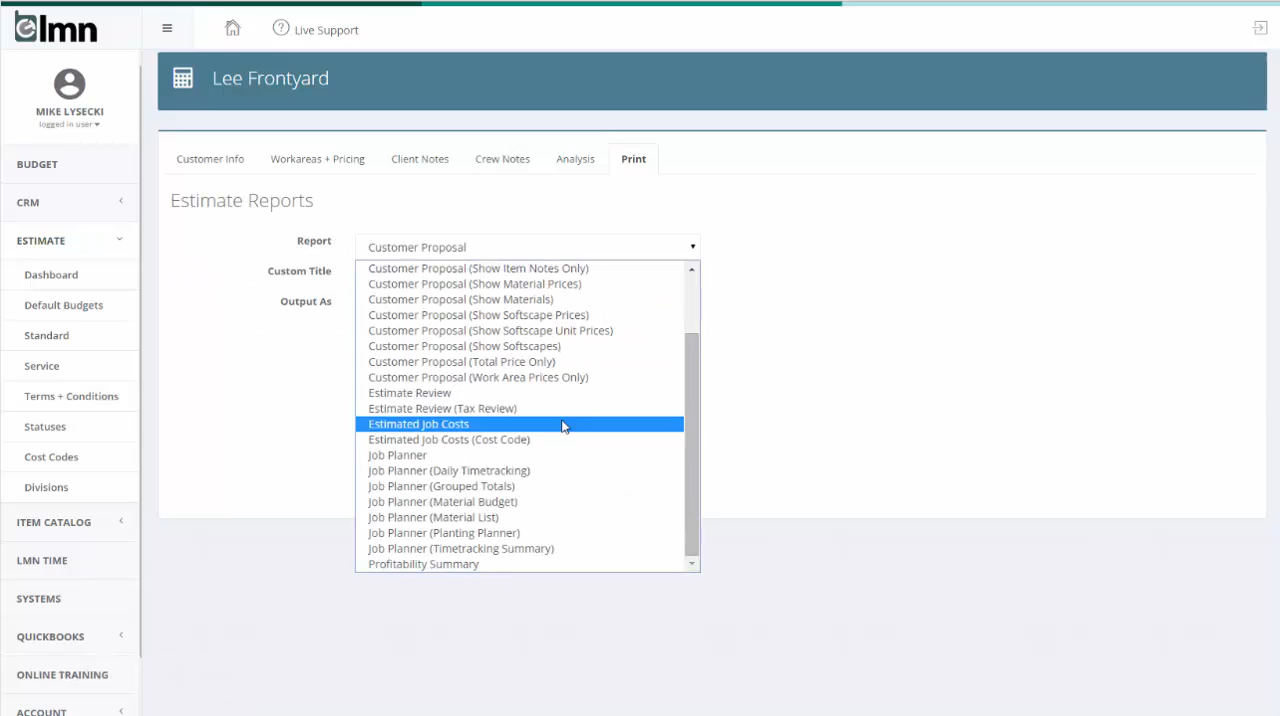 lmn
Live Support
MIKE LYSECKI
logged in user
BUDGET
CRM
ESTIMATE
Dashboard
Default Budgets
Standard
Service
Terms + Conditions
Statuses
Cost Codes
Divisions
ITEM CATALOG
LMN TIME
SYSTEMS
QUICKBOOKS
ONLINE TRAINING
ACCOUNT
Lee Frontyard
Customer Info Workareas + Pricing Client Notes Crew Notes Analysis Print
Estimate Reports
Report Customer Proposal
Custom Title
Output As
Customer Proposal (Show Item Notes Only)
Customer Proposal (Show Material Prices)
Customer Proposal (Show Materials)
Customer Proposal (Show Softscape Prices)
Customer Proposal (Show Softscape Unit Prices)
Customer Proposal (Show Softscapes)
Customer Proposal (Total Price Only)
Customer Proposal (Work Area Prices Only)
Estimate Review
Estimate Review (Tax Review)
Estimated Job Costs
Estimated Job Costs (Cost Code)
Job Planner
Job Planner (Daily Timetracking)
Job Planner (Grouped Totals)
Job Planner (Material Budget)
Job Planner (Material List)
Job Planner (Planting Planner)
Job Planner (Timetracking Summary)
Profitability Summary